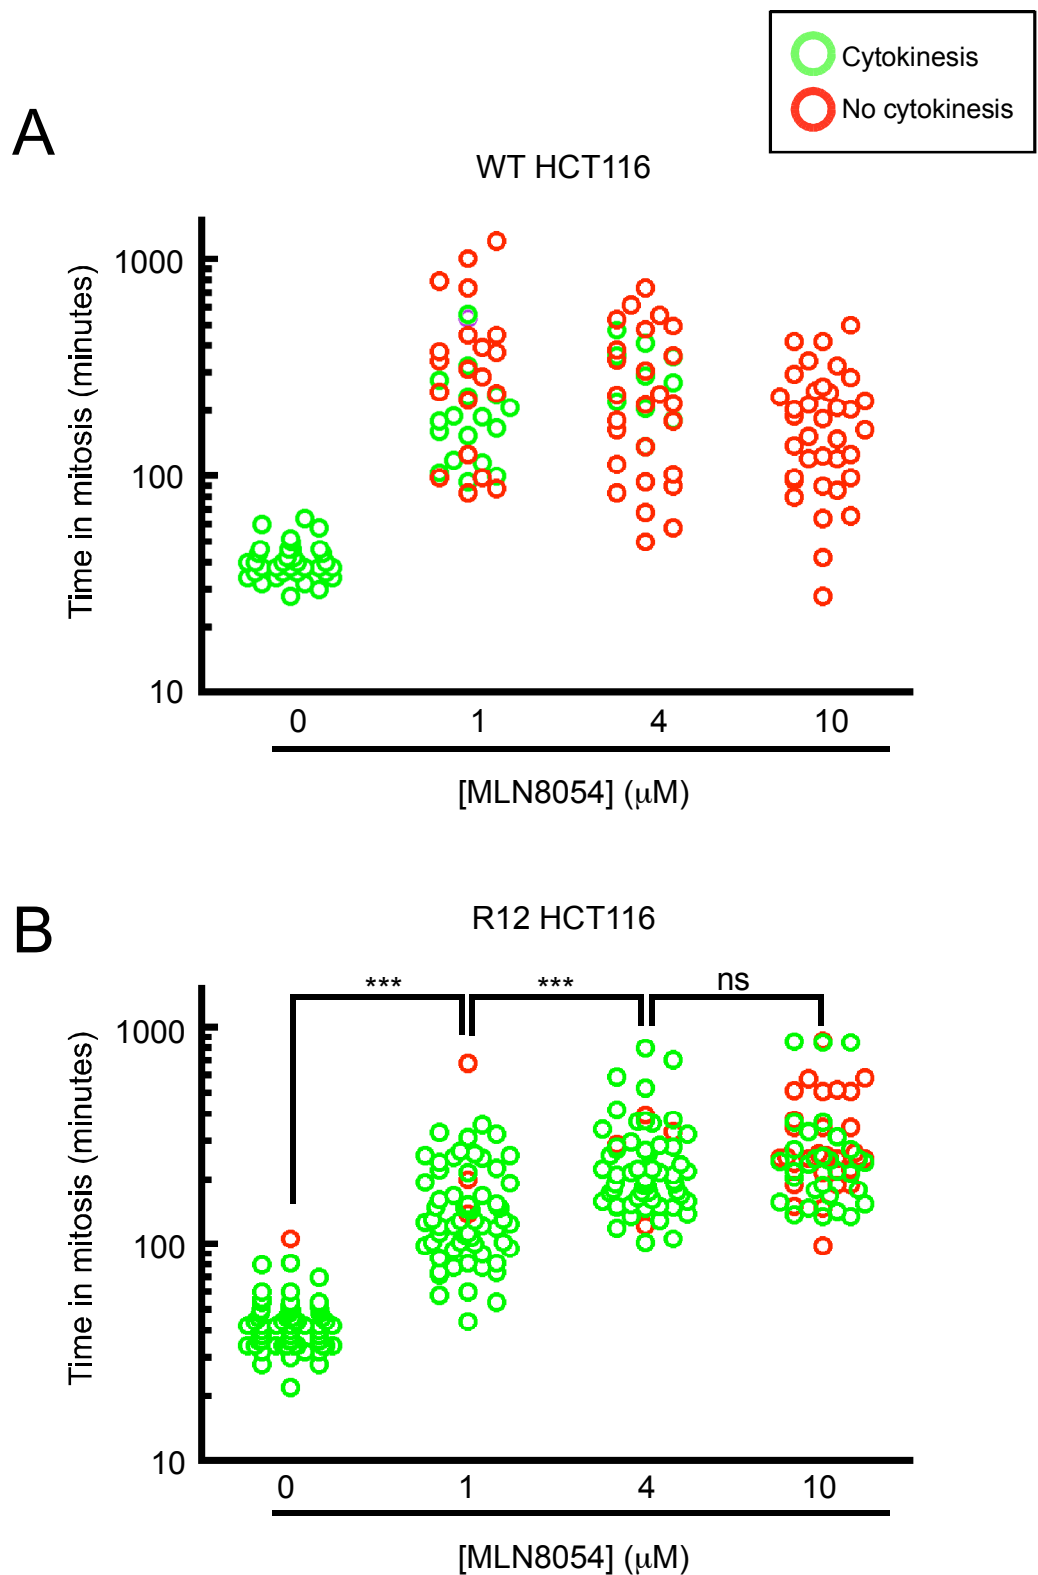 Cytokinesis
No cytokinesis
A
WT HCT116
Time in mitosis (minutes)
1000
100
10
0 1 4 10
[MLN8054] (μM)
B
R12 HCT116
*** *** ns
Time in mitosis (minutes)
1000
100
10
0 1 4 10
[MLN8054] (μM)